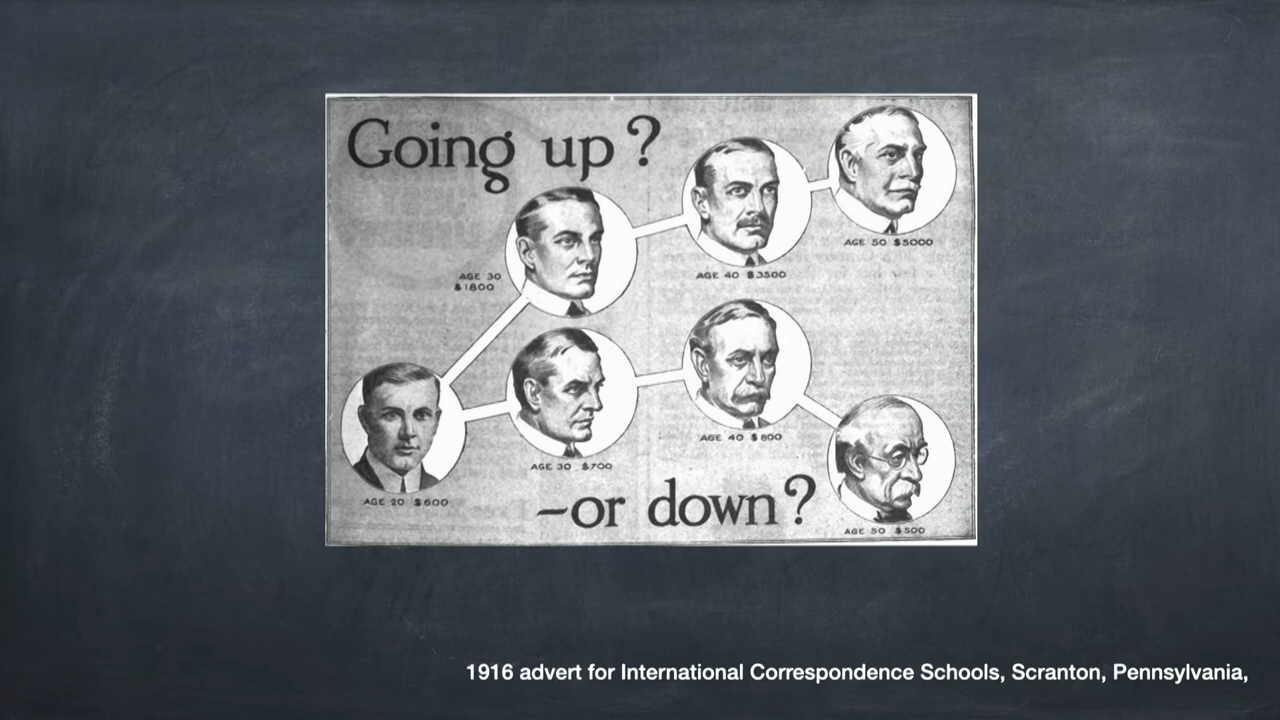 Going up?
AGE 50 $5000
AGE 40 $3500
AGE 30
$1800
AGE 40 $800
AGE 30 $700
AGE 20 $600
–or down?
AGE 50 $500
1916 advert for International Correspondence Schools, Scranton, Pennsylvania,